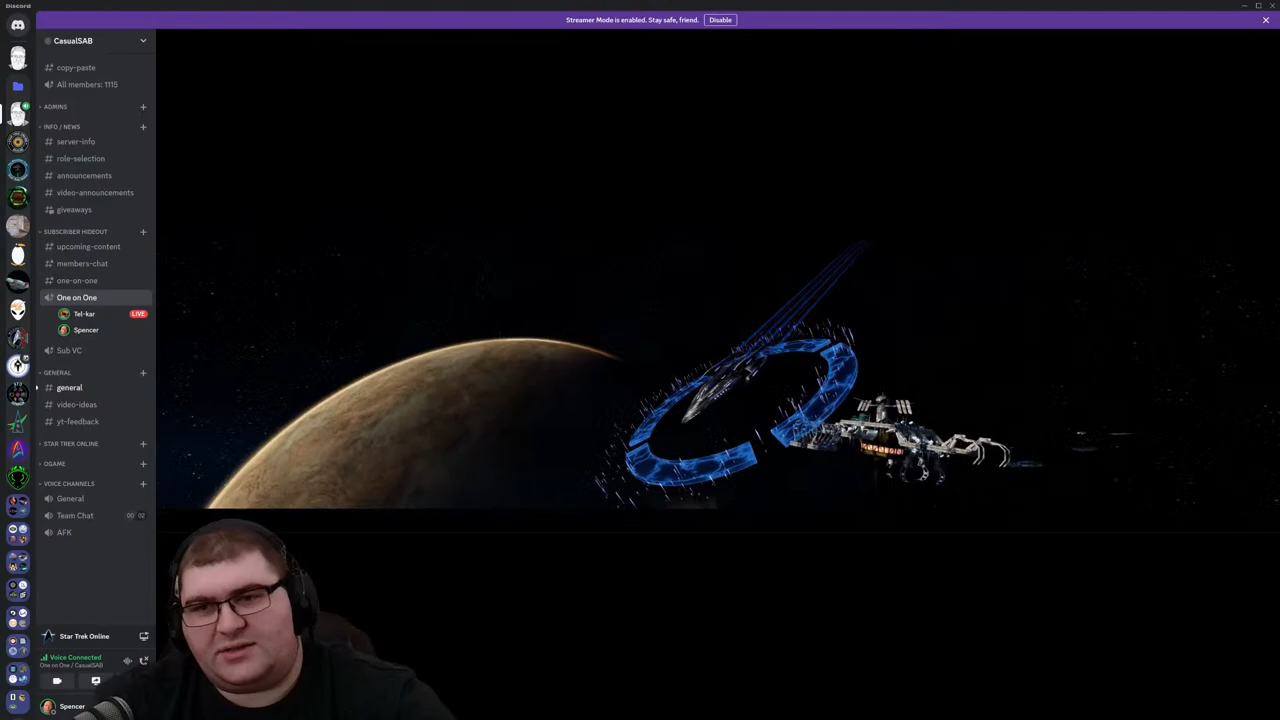 Discord
Streamer Mode is enabled. Stay safe, friend.
Disable
CasualSAB
copy-paste
All members: 1115
ADMINS
INFO / NEWS
server-info
role-selection
announcements
video-announcements
giveaways
SUBSCRIBER HIDEOUT
upcoming-content
members-chat
one-on-one
One on One
Tel-kar
LIVE
Spencer
Sub VC
GENERAL
general
video-ideas
yt-feedback
STAR TREK ONLINE
OGAME
VOICE CHANNELS
General
Team Chat
00 02
AFK
Star Trek Online
Voice Connected
One on One / CasualSAB
Spencer